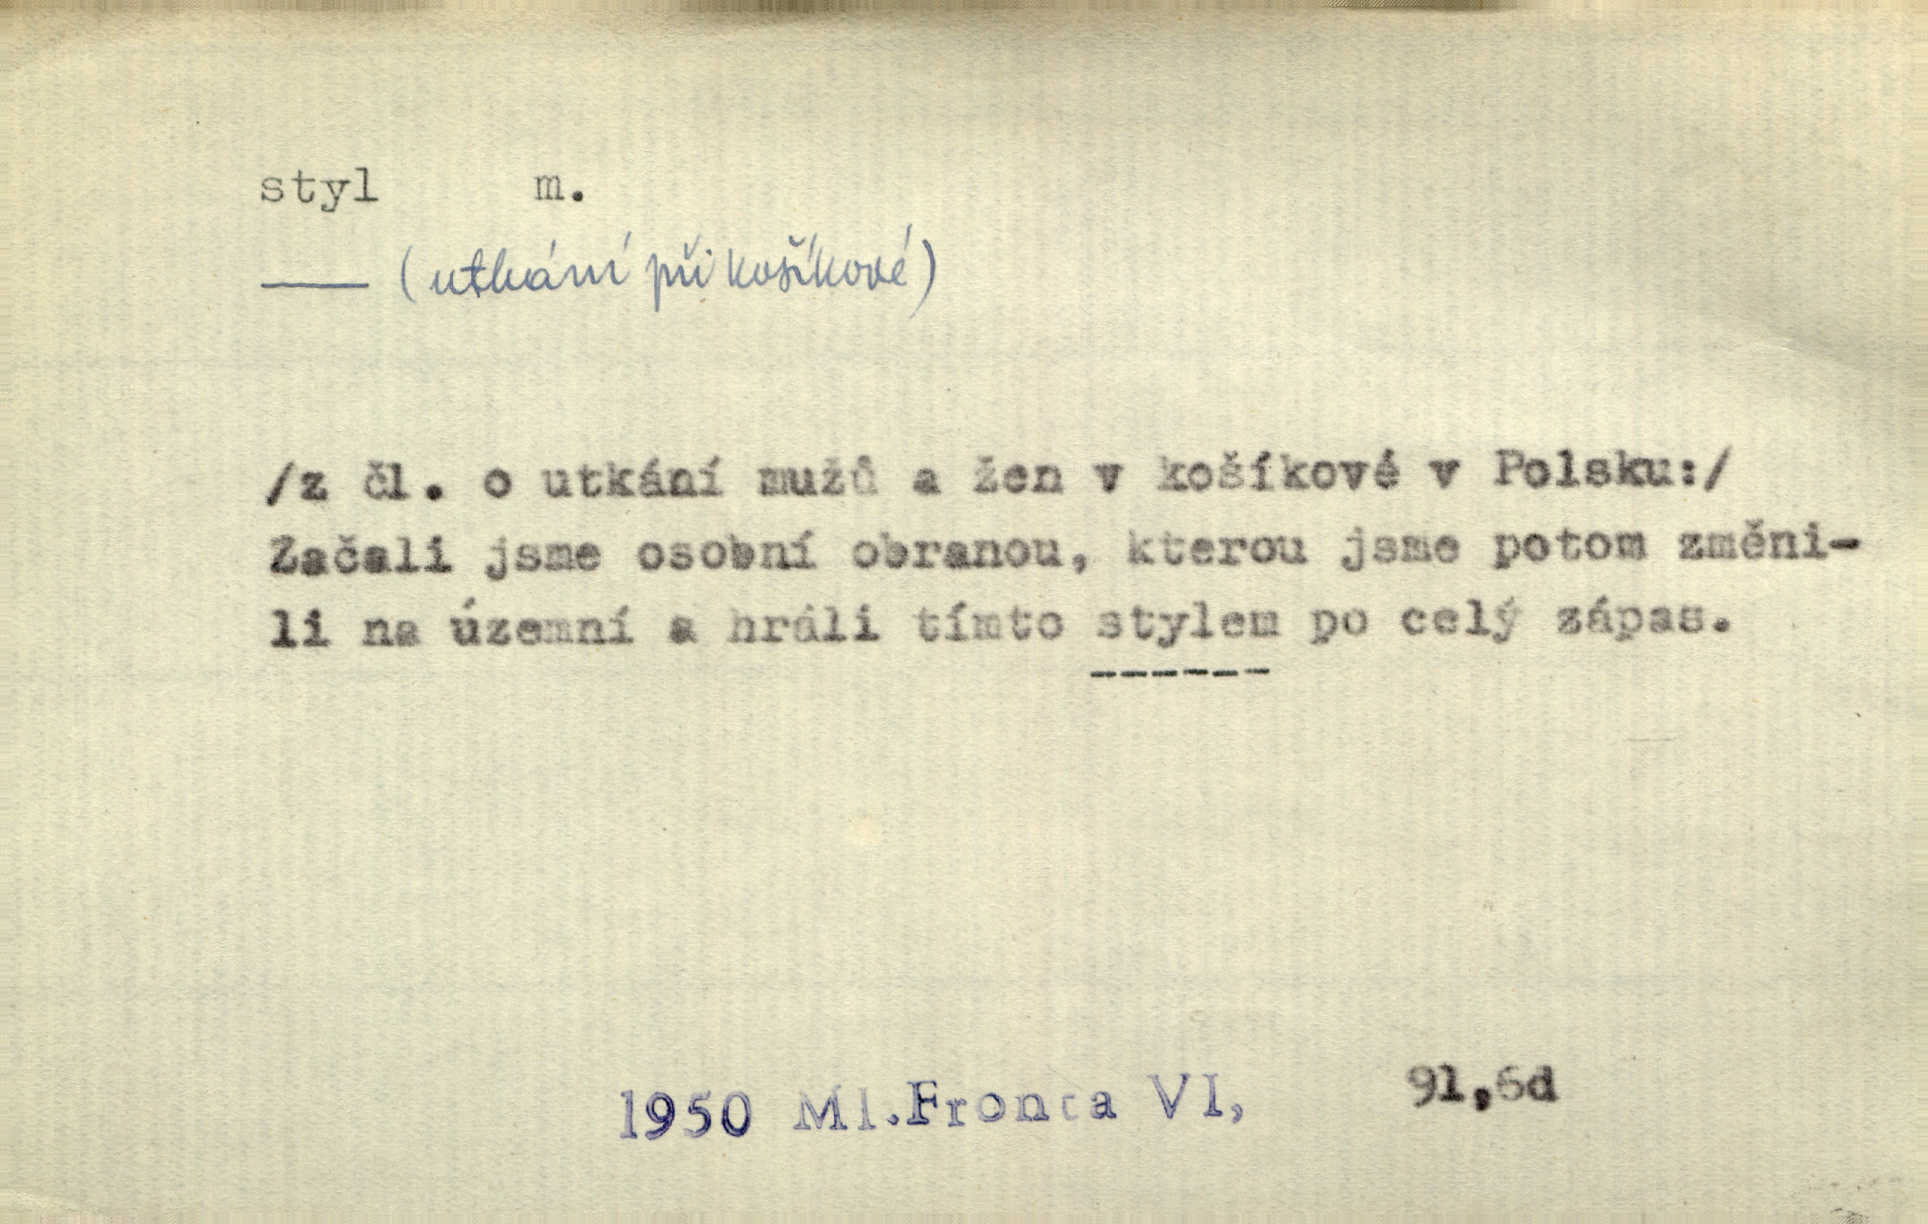 styl m.
—— (utkání při košíkové)
/z čl. o utkání mužů a žen v košíkové v Polsku:/
Začali jsme osobní obranou, kterou jsme potom změni-
li na územní a hráli tímto stylem po celý zápas.
1950 Ml.Fronta VI, 91,6d